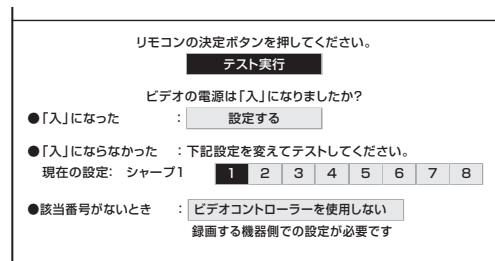 リモコンの決定ボタンを押してください。
テスト実行
ビデオの電源は「入」になりましたか?
●「入」になった : 設定する
●「入」にならなかった :下記設定を変えてテストしてください。
現在の設定: シャープ1 1 2 3 4 5 6 7 8
●該当番号がないとき : ビデオコントローラーを使用しない
録画する機器側での設定が必要です